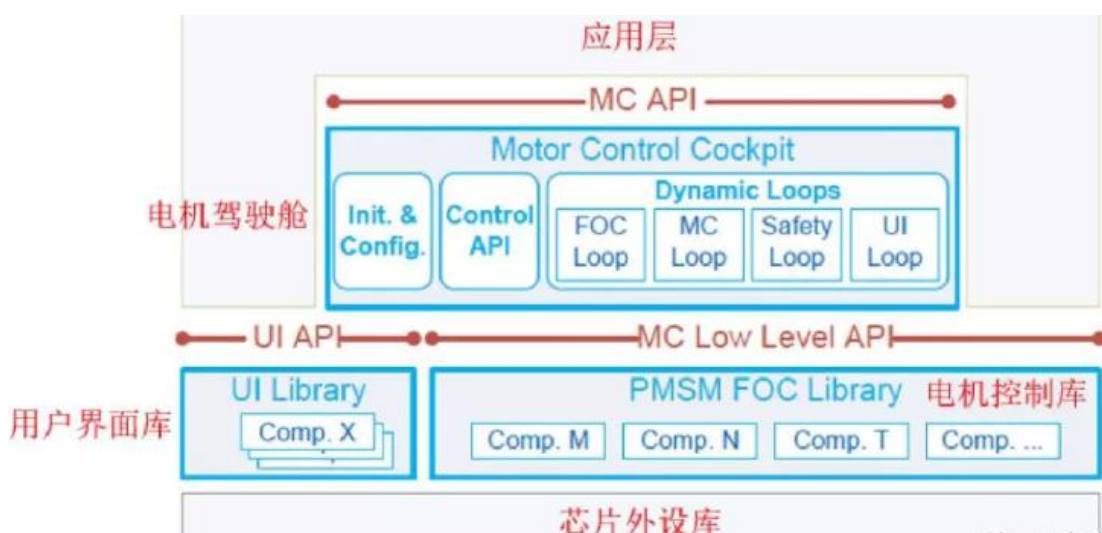 应用层
MC API
Motor Control Cockpit
电机驾驶舱
Init. & Config.
Control API
Dynamic Loops
FOC Loop
MC Loop
Safety Loop
UI Loop
UI API
MC Low Level API
用户界面库
UI Library
Comp. X
PMSM FOC Library
电机控制库
Comp. M
Comp. N
Comp. T
Comp. ...
芯片外设库